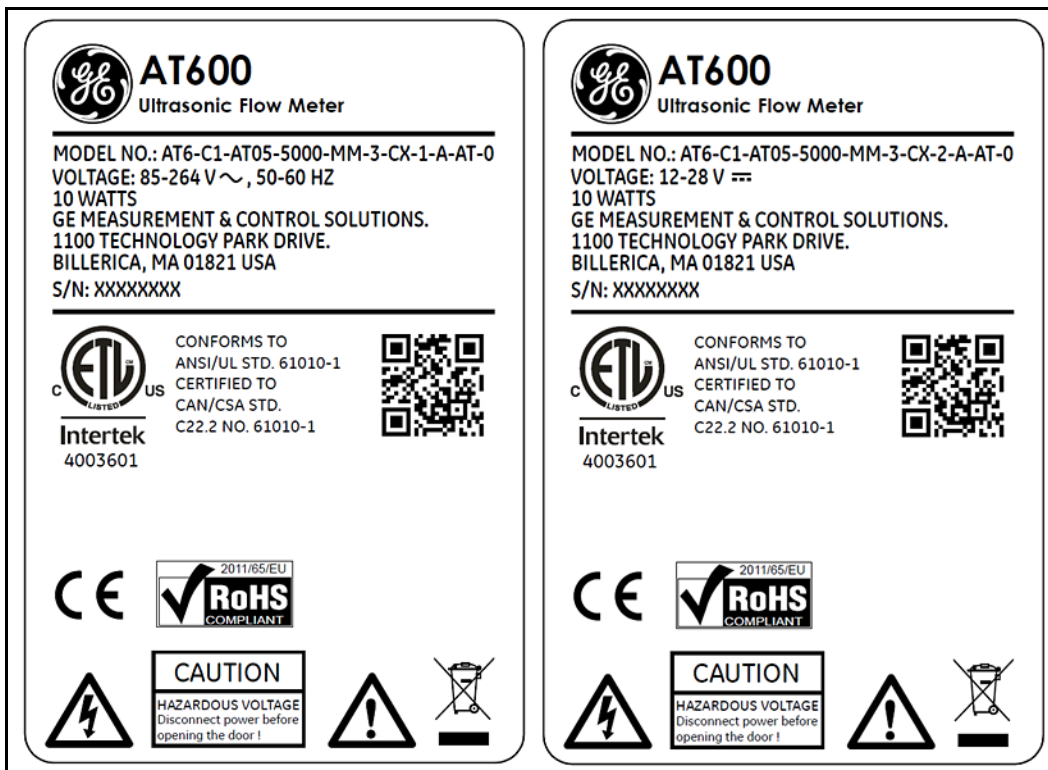 AT600
Ultrasonic Flow Meter
MODEL NO.: AT6-C1-AT05-5000-MM-3-CX-1-A-AT-0
VOLTAGE: 85-264 V ~ , 50-60 HZ
10 WATTS
GE MEASUREMENT & CONTROL SOLUTIONS.
1100 TECHNOLOGY PARK DRIVE.
BILLERICA, MA 01821 USA
S/N: XXXXXXXX
CM
ETL
LISTED
C
US
Intertek
4003601
CONFORMS TO
ANSI/UL STD. 61010-1
CERTIFIED TO
CAN/CSA STD.
C22.2 NO. 61010-1
CE
2011/65/EU
RoHS
COMPLIANT
CAUTION
HAZARDOUS VOLTAGE
Disconnect power before
opening the door !
AT600
Ultrasonic Flow Meter
MODEL NO.: AT6-C1-AT05-5000-MM-3-CX-2-A-AT-0
VOLTAGE: 12-28 V ⎓
10 WATTS
GE MEASUREMENT & CONTROL SOLUTIONS.
1100 TECHNOLOGY PARK DRIVE.
BILLERICA, MA 01821 USA
S/N: XXXXXXXX
CM
ETL
LISTED
C
US
Intertek
4003601
CONFORMS TO
ANSI/UL STD. 61010-1
CERTIFIED TO
CAN/CSA STD.
C22.2 NO. 61010-1
CE
2011/65/EU
RoHS
COMPLIANT
CAUTION
HAZARDOUS VOLTAGE
Disconnect power before
opening the door !